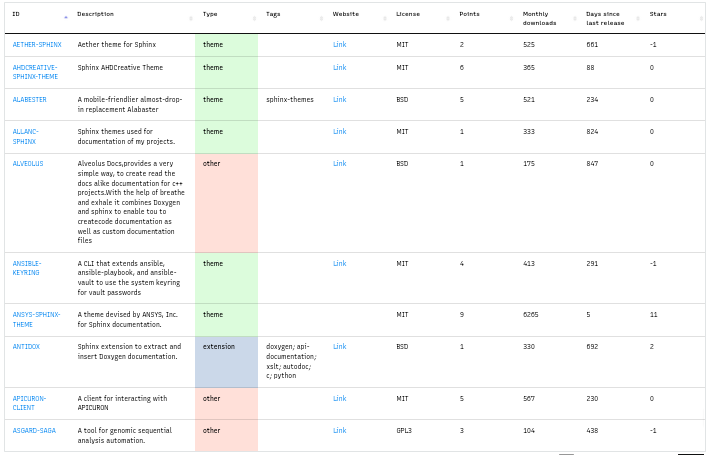 ID Description Type Tags Website License Points Monthly downloads Days since last release Stars
AETHER-SPHINX Aether theme for Sphinx theme Link MIT 2 525 661 -1
AHDCREATIVE- Sphinx AHDCreative Theme theme Link MIT 6 365 88 0
SPHINX-THEME
ALABESTER A mobile-friendlier almost-drop- theme sphinx-themes Link BSD 5 521 234 0
in replacement Alabaster
ALLANC- Sphinx themes used for theme Link MIT 1 333 824 0
SPHINX documentation of my projects.
ALVEOLUS Alveolus Docs,provides a very other Link BSD 1 175 847 0
simple way, to create read the
docs alike documentation for c++
projects.With the help of breathe
and exhale it combines Doxygen
and sphinx to enable tou to
createcode documentation as
well as custom documentation
files
ANSIBLE- A CLI that extends ansible, theme Link MIT 4 413 291 -1
KEYRING ansible-playbook, and ansible-
vault to use the system keyring
for vault passwords
ANSYS-SPHINX- A theme devised by ANSYS, Inc. theme MIT 9 6265 5 11
THEME for Sphinx documentation.
ANTIDOX Sphinx extension to extract and extension doxygen; api- Link BSD 1 330 692 2
insert Doxygen documentation. documentation;
xslt; autodoc;
c; python
APICURON- A client for interacting with other Link MIT 5 567 230 0
CLIENT APICURON
ASGARD-SAGA A tool for genomic sequential other Link GPL3 3 104 438 -1
analysis automation.